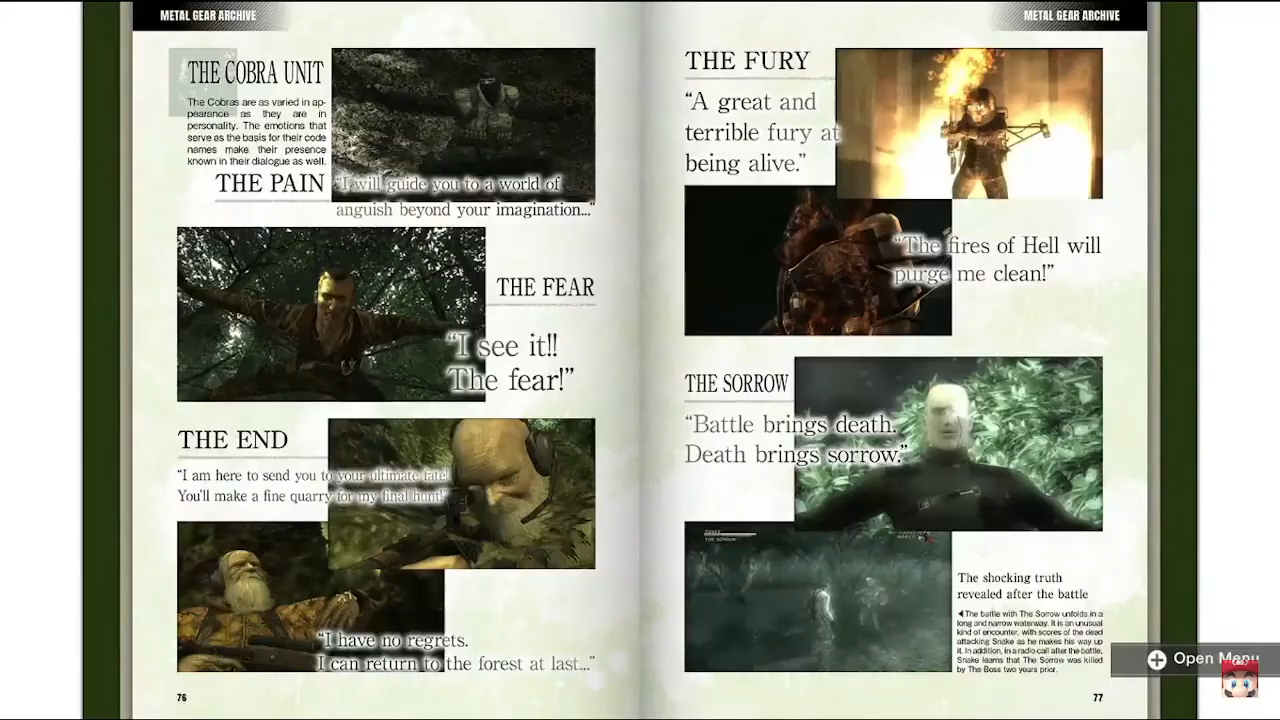 METAL GEAR ARCHIVE
THE COBRA UNIT
The Cobras are as varied in ap-
pearance as they are in
personality. The emotions that
serve as the basis for their code
names make their presence
known in their dialogue as well.
THE PAIN
"I will guide you to a world of
anguish beyond your imagination..."
THE FEAR
"I see it!!
The fear!"
THE END
"I am here to send you to your ultimate fate!
You'll make a fine quarry for my final hunt!"
"I have no regrets.
I can return to the forest at last..."
76
METAL GEAR ARCHIVE
THE FURY
"A great and
terrible fury at
being alive."
"The fires of Hell will
purge me clean!"
THE SORROW
"Battle brings death.
Death brings sorrow."
THE SORROW
The shocking truth
revealed after the battle
◀The battle with The Sorrow unfolds in a
long and narrow waterway. It is an unusual
kind of encounter, with scores of the dead
attacking Snake as he makes his way up
it. In addition, in a radio call after the battle,
Snake learns that The Sorrow was killed
by The Boss two years prior.
77
Open Menu